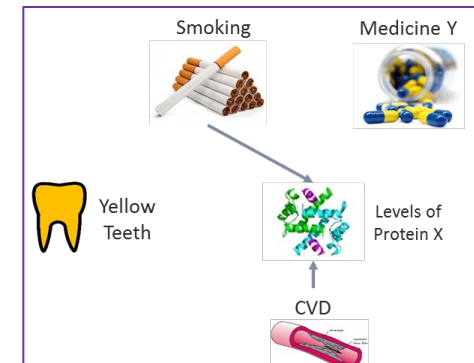 Smoking
Medicine Y
Yellow
Teeth
Levels of
Protein X
CVD